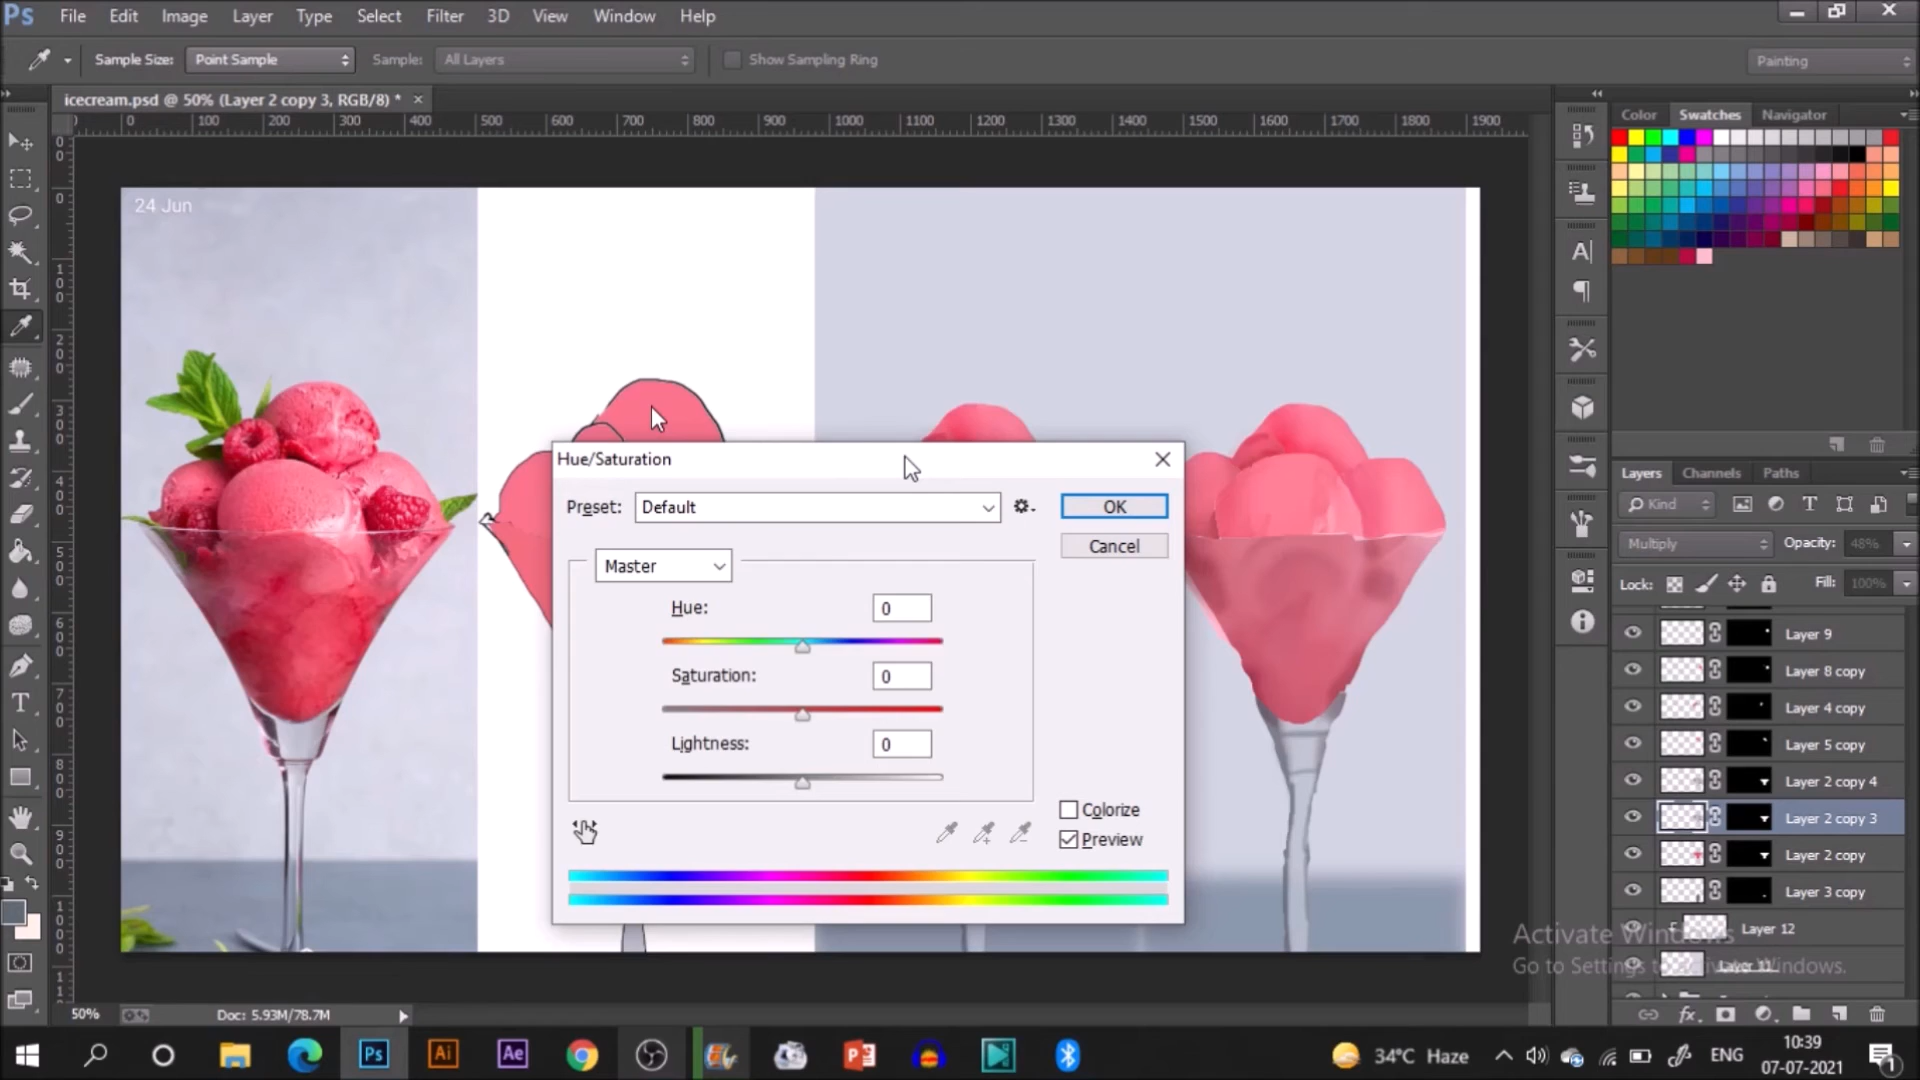 Ps File Edit Image Layer Type Select Filter 3D View Window Help
Sample Size: Point Sample Sample: All Layers Show Sampling Ring Painting
icecream.psd @ 50% (Layer 2 copy 3, RGB/8) * ×
0 100 200 300 400 500 600 700 800 900 1000 1100 1200 1300 1400 1500 1600 1700 1800 1900
Color Swatches Navigator
24 Jun
Hue/Saturation
Preset: Default OK
Cancel
Master
Hue: 0
Saturation: 0
Lightness: 0
Colorize
Preview
Layers Channels Paths
Kind
Multiply Opacity: 48%
Lock: Fill: 100%
Layer 9
Layer 8 copy
Layer 4 copy
Layer 5 copy
Layer 2 copy 4
Layer 2 copy 3
Layer 2 copy
Layer 3 copy
Layer 12
Layer 11
Activate Windows
Go to Settings to Activate Windows.
50% Doc: 5.93M/78.7M
Ps Ai Ae 34°C Haze ENG 10:39
07-07-2021
1